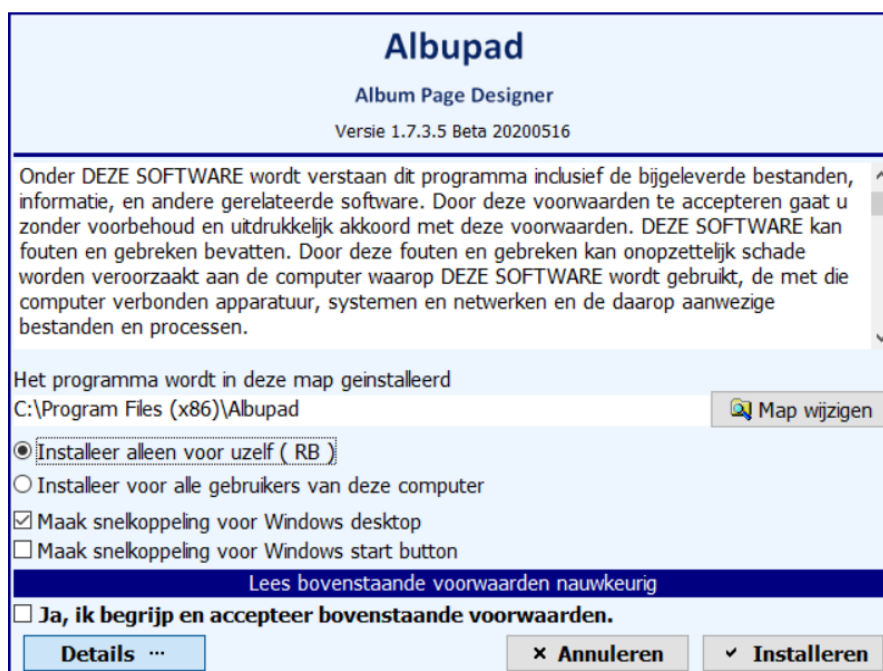 Albupad
Album Page Designer
Versie 1.7.3.5 Beta 20200516
Onder DEZE SOFTWARE wordt verstaan dit programma inclusief de bijgeleverde bestanden,
informatie, en andere gerelateerde software. Door deze voorwaarden te accepteren gaat u
zonder voorbehoud en uitdrukkelijk akkoord met deze voorwaarden. DEZE SOFTWARE kan
fouten en gebreken bevatten. Door deze fouten en gebreken kan onopzettelijk schade
worden veroorzaakt aan de computer waarop DEZE SOFTWARE wordt gebruikt, de met die
computer verbonden apparatuur, systemen en netwerken en de daarop aanwezige
bestanden en processen.
Het programma wordt in deze map geinstalleerd
C:\Program Files (x86)\Albupad
Map wijzigen
Installeer alleen voor uzelf ( RB )
Installeer voor alle gebruikers van deze computer
Maak snelkoppeling voor Windows desktop
Maak snelkoppeling voor Windows start button
Lees bovenstaande voorwaarden nauwkeurig
Ja, ik begrijp en accepteer bovenstaande voorwaarden.
Details ...
Annuleren
Installeren